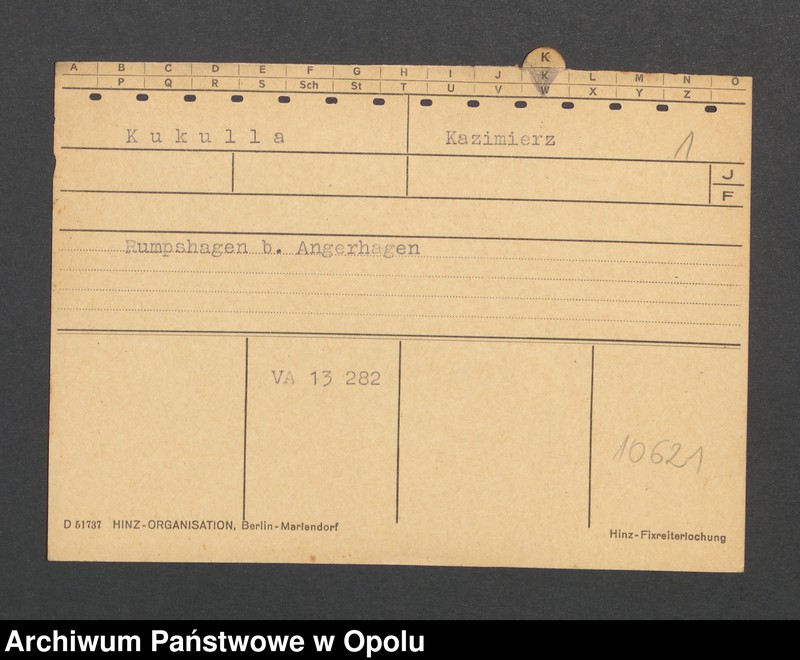 K
A B C D E F G H I J K L M N O
P Q R S Sch St T U V W X Y Z
K u k u l l a Kazimierz 1
J
F
Rumpshagen b. Angerhagen
VA 13 282
10621
D 51737 HINZ-ORGANISATION, Berlin-Mariendorf
Hinz-Fixreiterlochung
Archiwum Państwowe w Opolu